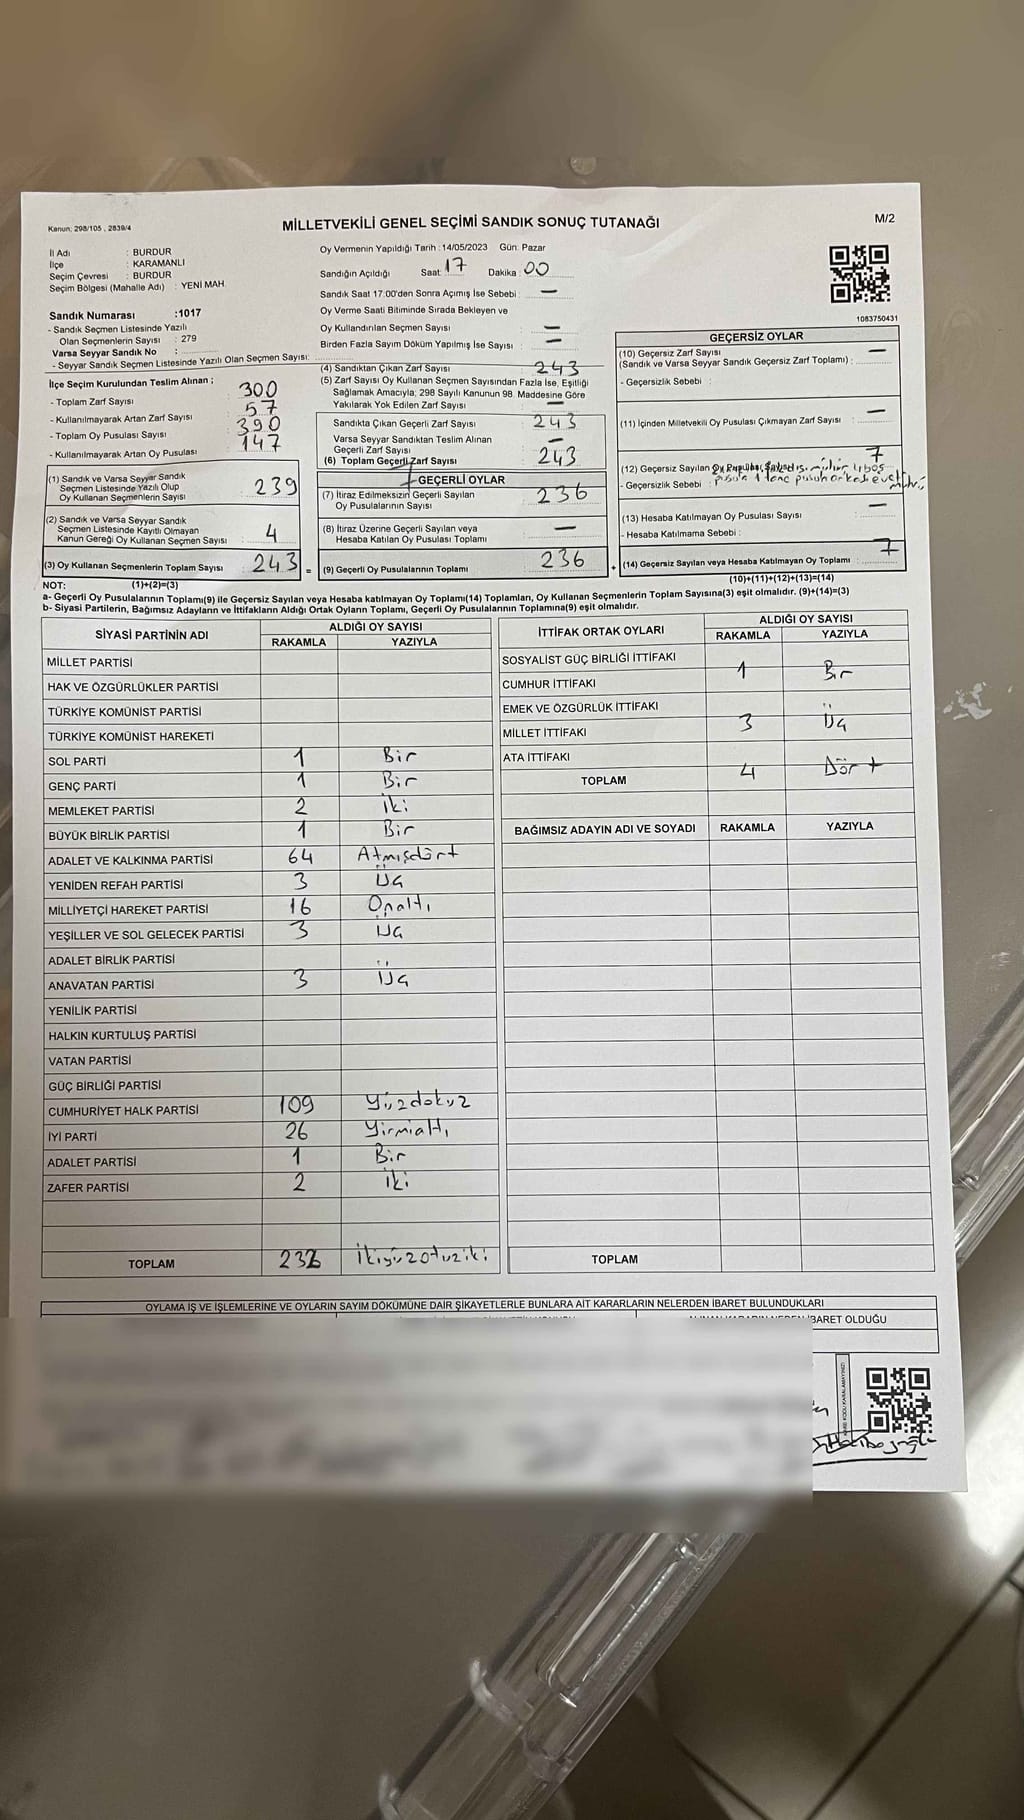 Kanun: 298/105 , 2839/4
MİLLETVEKİLİ GENEL SEÇİMİ SANDIK SONUÇ TUTANAĞI
M/2
İl Adı : BURDUR
İlçe : KARAMANLI
Seçim Çevresi : BURDUR
Seçim Bölgesi (Mahalle Adı) : YENİ MAH.
Oy Vermenin Yapıldığı Tarih :14/05/2023 Gün: Pazar
Sandığın Açıldığı Saat: 17 Dakika : 00
Sandık Saat 17.00'den Sonra Açımış İse Sebebi : —
Oy Verme Saati Bitiminde Sırada Bekleyen ve
Oy Kullandırılan Seçmen Sayısı : —
Birden Fazla Sayım Döküm Yapılmış İse Sayısı : —
1083750431
Sandık Numarası :1017
- Sandık Seçmen Listesinde Yazılı
Olan Seçmenlerin Sayısı : 279
Varsa Seyyar Sandık No :
- Seyyar Sandık Seçmen Listesinde Yazılı Olan Seçmen Sayısı:
İlçe Seçim Kurulundan Teslim Alınan ;
- Toplam Zarf Sayısı : 300
- Kullanılmayarak Artan Zarf Sayısı : 57
- Toplam Oy Pusulası Sayısı : 390
- Kullanılmayarak Artan Oy Pusulası : 147
(1) Sandık ve Varsa Seyyar Sandık
Seçmen Listesinde Yazılı Olup
Oy Kullanan Seçmenlerin Sayısı : 239
(2) Sandık ve Varsa Seyyar Sandık
Seçmen Listesinde Kayıtlı Olmayan
Kanun Gereği Oy Kullanan Seçmen Sayısı : 4
(3) Oy Kullanan Seçmenlerin Toplam Sayısı : 243 =
(1)+(2)=(3)
(4) Sandıktan Çıkan Zarf Sayısı : 243
(5) Zarf Sayısı Oy Kullanan Seçmen Sayısından Fazla İse, Eşitliği
Sağlamak Amacıyla; 298 Sayılı Kanunun 98. Maddesine Göre
Yakılarak Yok Edilen Zarf Sayısı : —
Sandıkta Çıkan Geçerli Zarf Sayısı : 243
Varsa Seyyar Sandıktan Teslim Alınan
Geçerli Zarf Sayısı : —
(6) Toplam Geçerli Zarf Sayısı : 243
GEÇERLİ OYLAR
(7) İtiraz Edilmeksizin Geçerli Sayılan
Oy Pusulalarının Sayısı : 236
(8) İtiraz Üzerine Geçerli Sayılan veya
Hesaba Katılan Oy Pusulası Toplamı : —
(9) Geçerli Oy Pusulalarının Toplamı : 236 +
GEÇERSİZ OYLAR
(10) Geçersiz Zarf Sayısı
(Sandık ve Varsa Seyyar Sandık Geçersiz Zarf Toplamı) : —
- Geçersizlik Sebebi :
(11) İçinden Milletvekili Oy Pusulası Çıkmayan Zarf Sayısı : —
(12) Geçersiz Sayılan Oy Pusulası Sayısı : 7
- Geçersizlik Sebebi :
(13) Hesaba Katılmayan Oy Pusulası Sayısı : —
- Hesaba Katılmama Sebebi :
(14) Geçersiz Sayılan veya Hesaba Katılmayan Oy Toplamı : 7
(10)+(11)+(12)+(13)=(14)
NOT:
a- Geçerli Oy Pusulalarının Toplamı(9) ile Geçersiz Sayılan veya Hesaba katılmayan Oy Toplamı(14) Toplamları, Oy Kullanan Seçmenlerin Toplam Sayısına(3) eşit olmalıdır. (9)+(14)=(3)
b- Siyasi Partilerin, Bağımsız Adayların ve İttifakların Aldığı Ortak Oyların Toplamı, Geçerli Oy Pusulalarının Toplamına(9) eşit olmalıdır.
SİYASİ PARTİNİN ADI
ALDIĞI OY SAYISI
RAKAMLA YAZIYLA
MİLLET PARTİSİ
HAK VE ÖZGÜRLÜKLER PARTİSİ
TÜRKİYE KOMÜNİST PARTİSİ
TÜRKİYE KOMÜNİST HAREKETİ
SOL PARTİ 1 Bir
GENÇ PARTİ 1 Bir
MEMLEKET PARTİSİ 2 İki
BÜYÜK BİRLİK PARTİSİ 1 Bir
ADALET VE KALKINMA PARTİSİ 64 Atmışdört
YENİDEN REFAH PARTİSİ 3 Üç
MİLLİYETÇİ HAREKET PARTİSİ 16 Onaltı
YEŞİLLER VE SOL GELECEK PARTİSİ 3 Üç
ADALET BİRLİK PARTİSİ
ANAVATAN PARTİSİ 3 Üç
YENİLİK PARTİSİ
HALKIN KURTULUŞ PARTİSİ
VATAN PARTİSİ
GÜÇ BİRLİĞİ PARTİSİ
CUMHURİYET HALK PARTİSİ 109 Yüzdokuz
İYİ PARTİ 26 Yirmialtı
ADALET PARTİSİ 1 Bir
ZAFER PARTİSİ 2 İki
TOPLAM 232 İkiyüzotuziki
İTTİFAK ORTAK OYLARI
ALDIĞI OY SAYISI
RAKAMLA YAZIYLA
SOSYALİST GÜÇ BİRLİĞİ İTTİFAKI
CUMHUR İTTİFAKI 1 Bir
EMEK VE ÖZGÜRLÜK İTTİFAKI
MİLLET İTTİFAKI 3 Üç
ATA İTTİFAKI
TOPLAM 4 Dört
BAĞIMSIZ ADAYIN ADI VE SOYADI RAKAMLA YAZIYLA
TOPLAM
OYLAMA İŞ VE İŞLEMLERİNE VE OYLARIN SAYIM DÖKÜMÜNE DAİR ŞİKAYETLERLE BUNLARA AİT KARARLARIN NELERDEN İBARET BULUNDUKLARI
İBARET OLDUĞU